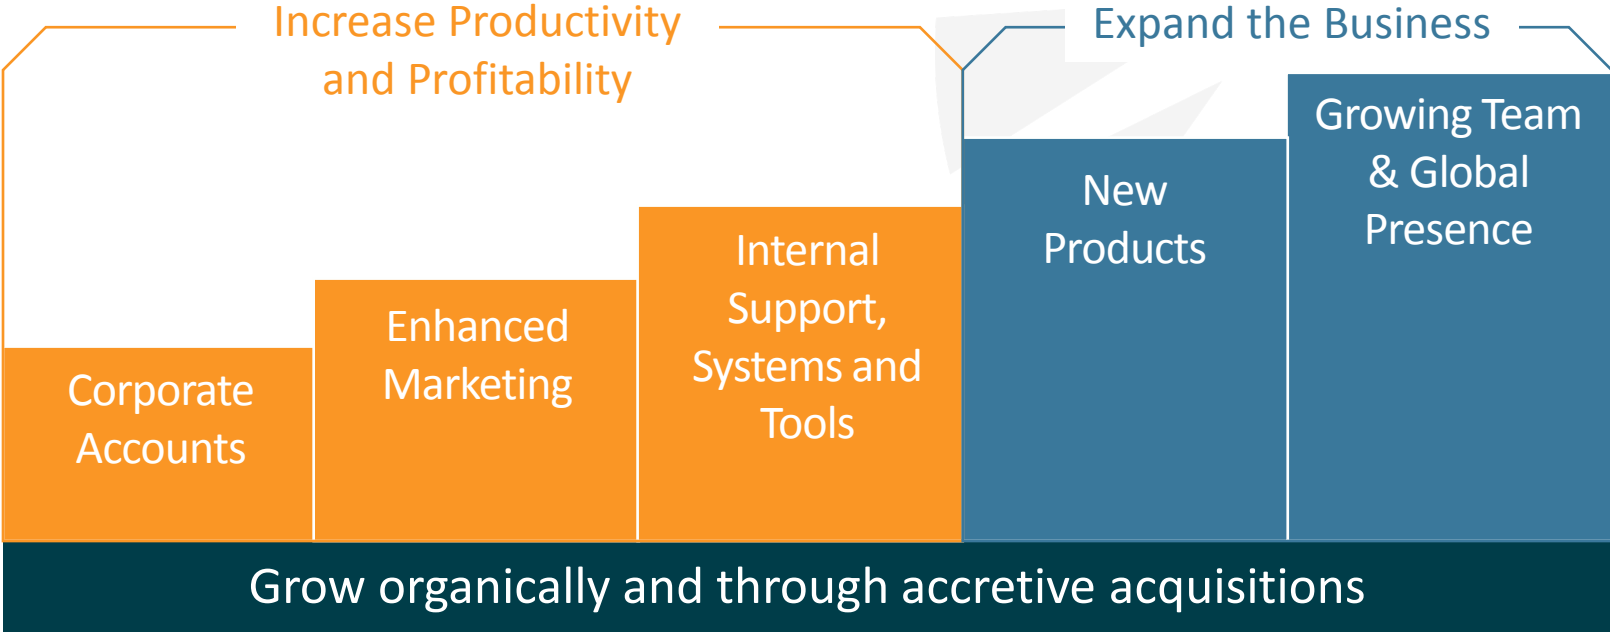 Increase Productivity
and Profitability
Expand the Business
Corporate
Accounts
Enhanced
Marketing
Internal
Support,
Systems and
Tools
New
Products
Growing Team
& Global
Presence
Grow organically and through accretive acquisitions